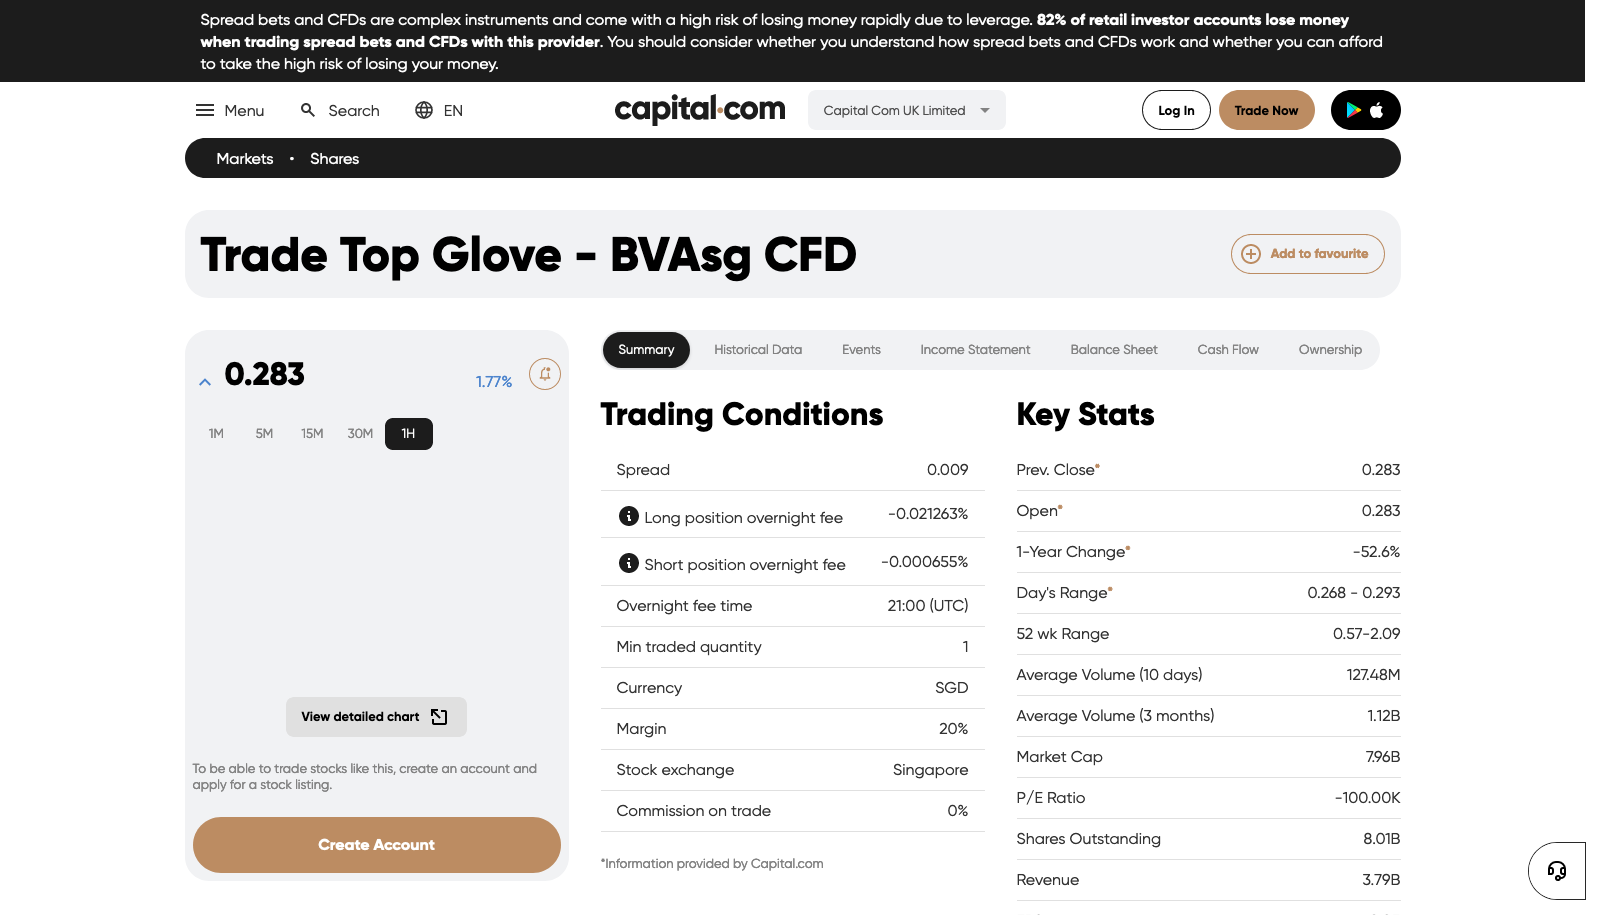 Spread bets and CFDs are complex instruments and come with a high risk of losing money rapidly due to leverage. 82% of retail investor accounts lose money
when trading spread bets and CFDs with this provider. You should consider whether you understand how spread bets and CFDs work and whether you can afford
to take the high risk of losing your money.
Menu Search EN capital.com Capital Com UK Limited Log In Trade Now
Markets • Shares
Trade Top Glove - BVAsg CFD
Add to favourite
0.283 1.77%
1M 5M 15M 30M 1H
View detailed chart
To be able to trade stocks like this, create an account and
apply for a stock listing.
Create Account
Summary Historical Data Events Income Statement Balance Sheet Cash Flow Ownership
Trading Conditions
Spread 0.009
Long position overnight fee -0.021263%
Short position overnight fee -0.000655%
Overnight fee time 21:00 (UTC)
Min traded quantity 1
Currency SGD
Margin 20%
Stock exchange Singapore
Commission on trade 0%
*Information provided by Capital.com
Key Stats
Prev. Close* 0.283
Open* 0.283
1-Year Change* -52.6%
Day's Range* 0.268 - 0.293
52 wk Range 0.57-2.09
Average Volume (10 days) 127.48M
Average Volume (3 months) 1.12B
Market Cap 7.96B
P/E Ratio -100.00K
Shares Outstanding 8.01B
Revenue 3.79B